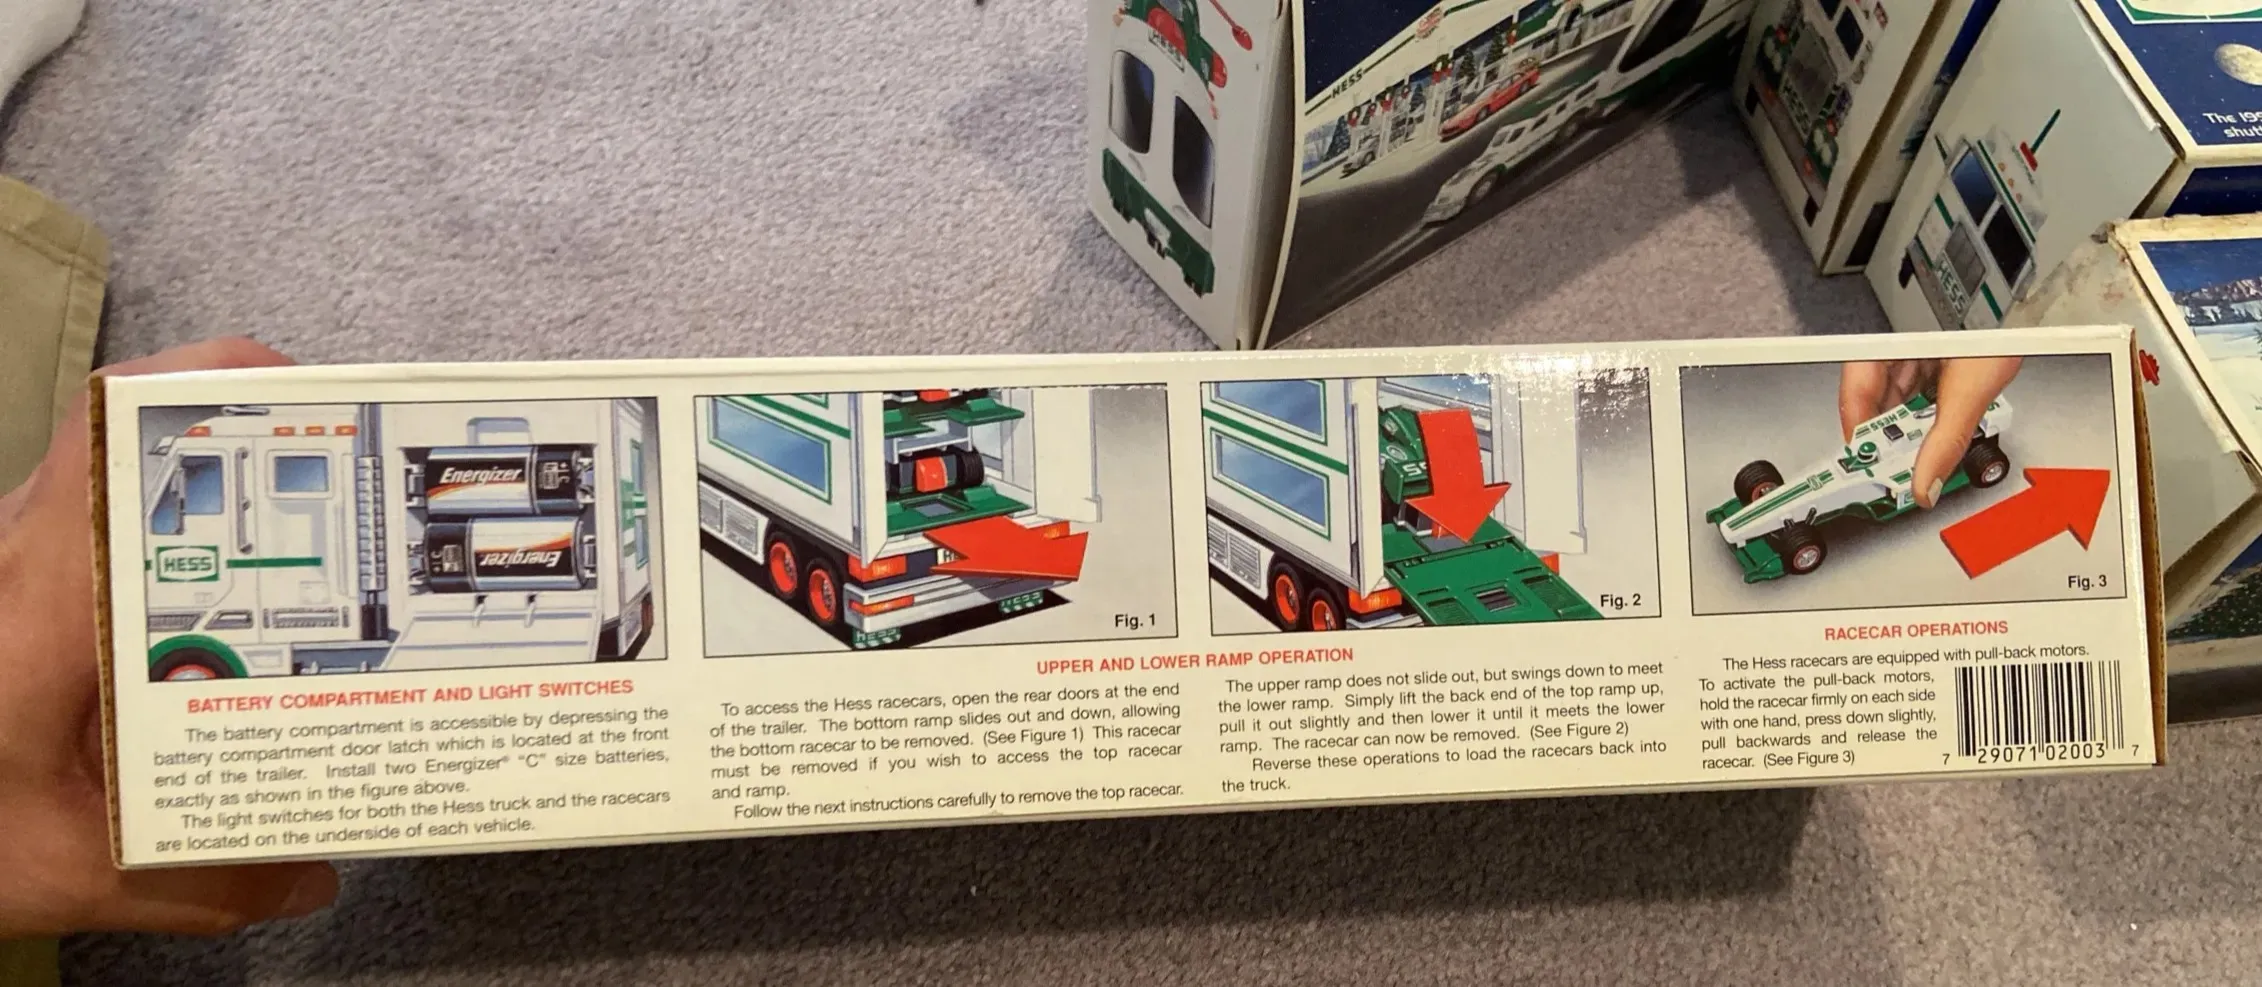 HESS
HESS
HESS
HESS
The 199
shut
Energizer
Energizer
HESS
HESS
HESS
Fig. 1
Fig. 2
HESS
Fig. 3
BATTERY COMPARTMENT AND LIGHT SWITCHES
The battery compartment is accessible by depressing the
battery compartment door latch which is located at the front
end of the trailer. Install two Energizer® "C" size batteries,
exactly as shown in the figure above.
The light switches for both the Hess truck and the racecars
are located on the underside of each vehicle.
UPPER AND LOWER RAMP OPERATION
To access the Hess racecars, open the rear doors at the end
of the trailer. The bottom ramp slides out and down, allowing
the bottom racecar to be removed. (See Figure 1) This racecar
must be removed if you wish to access the top racecar
and ramp.
Follow the next instructions carefully to remove the top racecar.
The upper ramp does not slide out, but swings down to meet
the lower ramp. Simply lift the back end of the top ramp up,
pull it out slightly and then lower it until it meets the lower
ramp. The racecar can now be removed. (See Figure 2)
Reverse these operations to load the racecars back into
the truck.
RACECAR OPERATIONS
The Hess racecars are equipped with pull-back motors.
To activate the pull-back motors,
hold the racecar firmly on each side
with one hand, press down slightly,
pull backwards and release the
racecar. (See Figure 3)
7 29071 02003 7